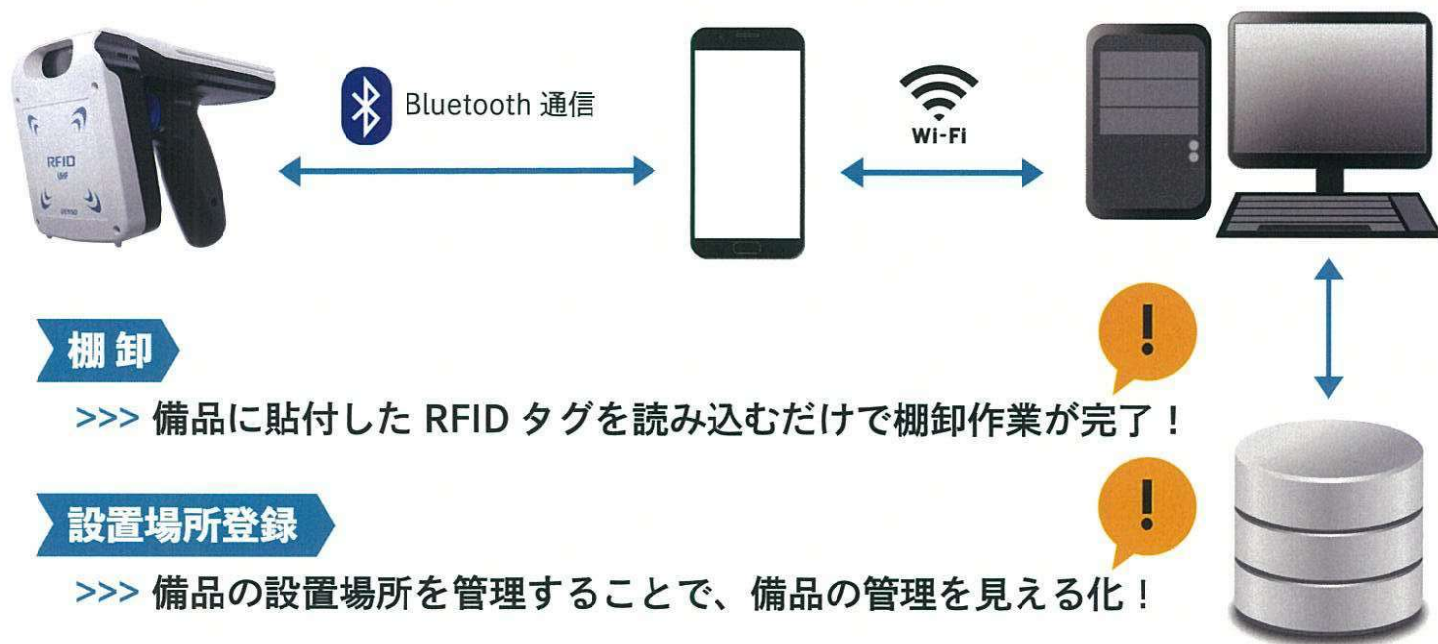 Bluetooth 通信
Wi-Fi
RFID
UHF
DENSO
棚卸
>>> 備品に貼付した RFID タグを読み込むだけで棚卸作業が完了！
!
設置場所登録
>>> 備品の設置場所を管理することで、備品の管理を見える化！
!